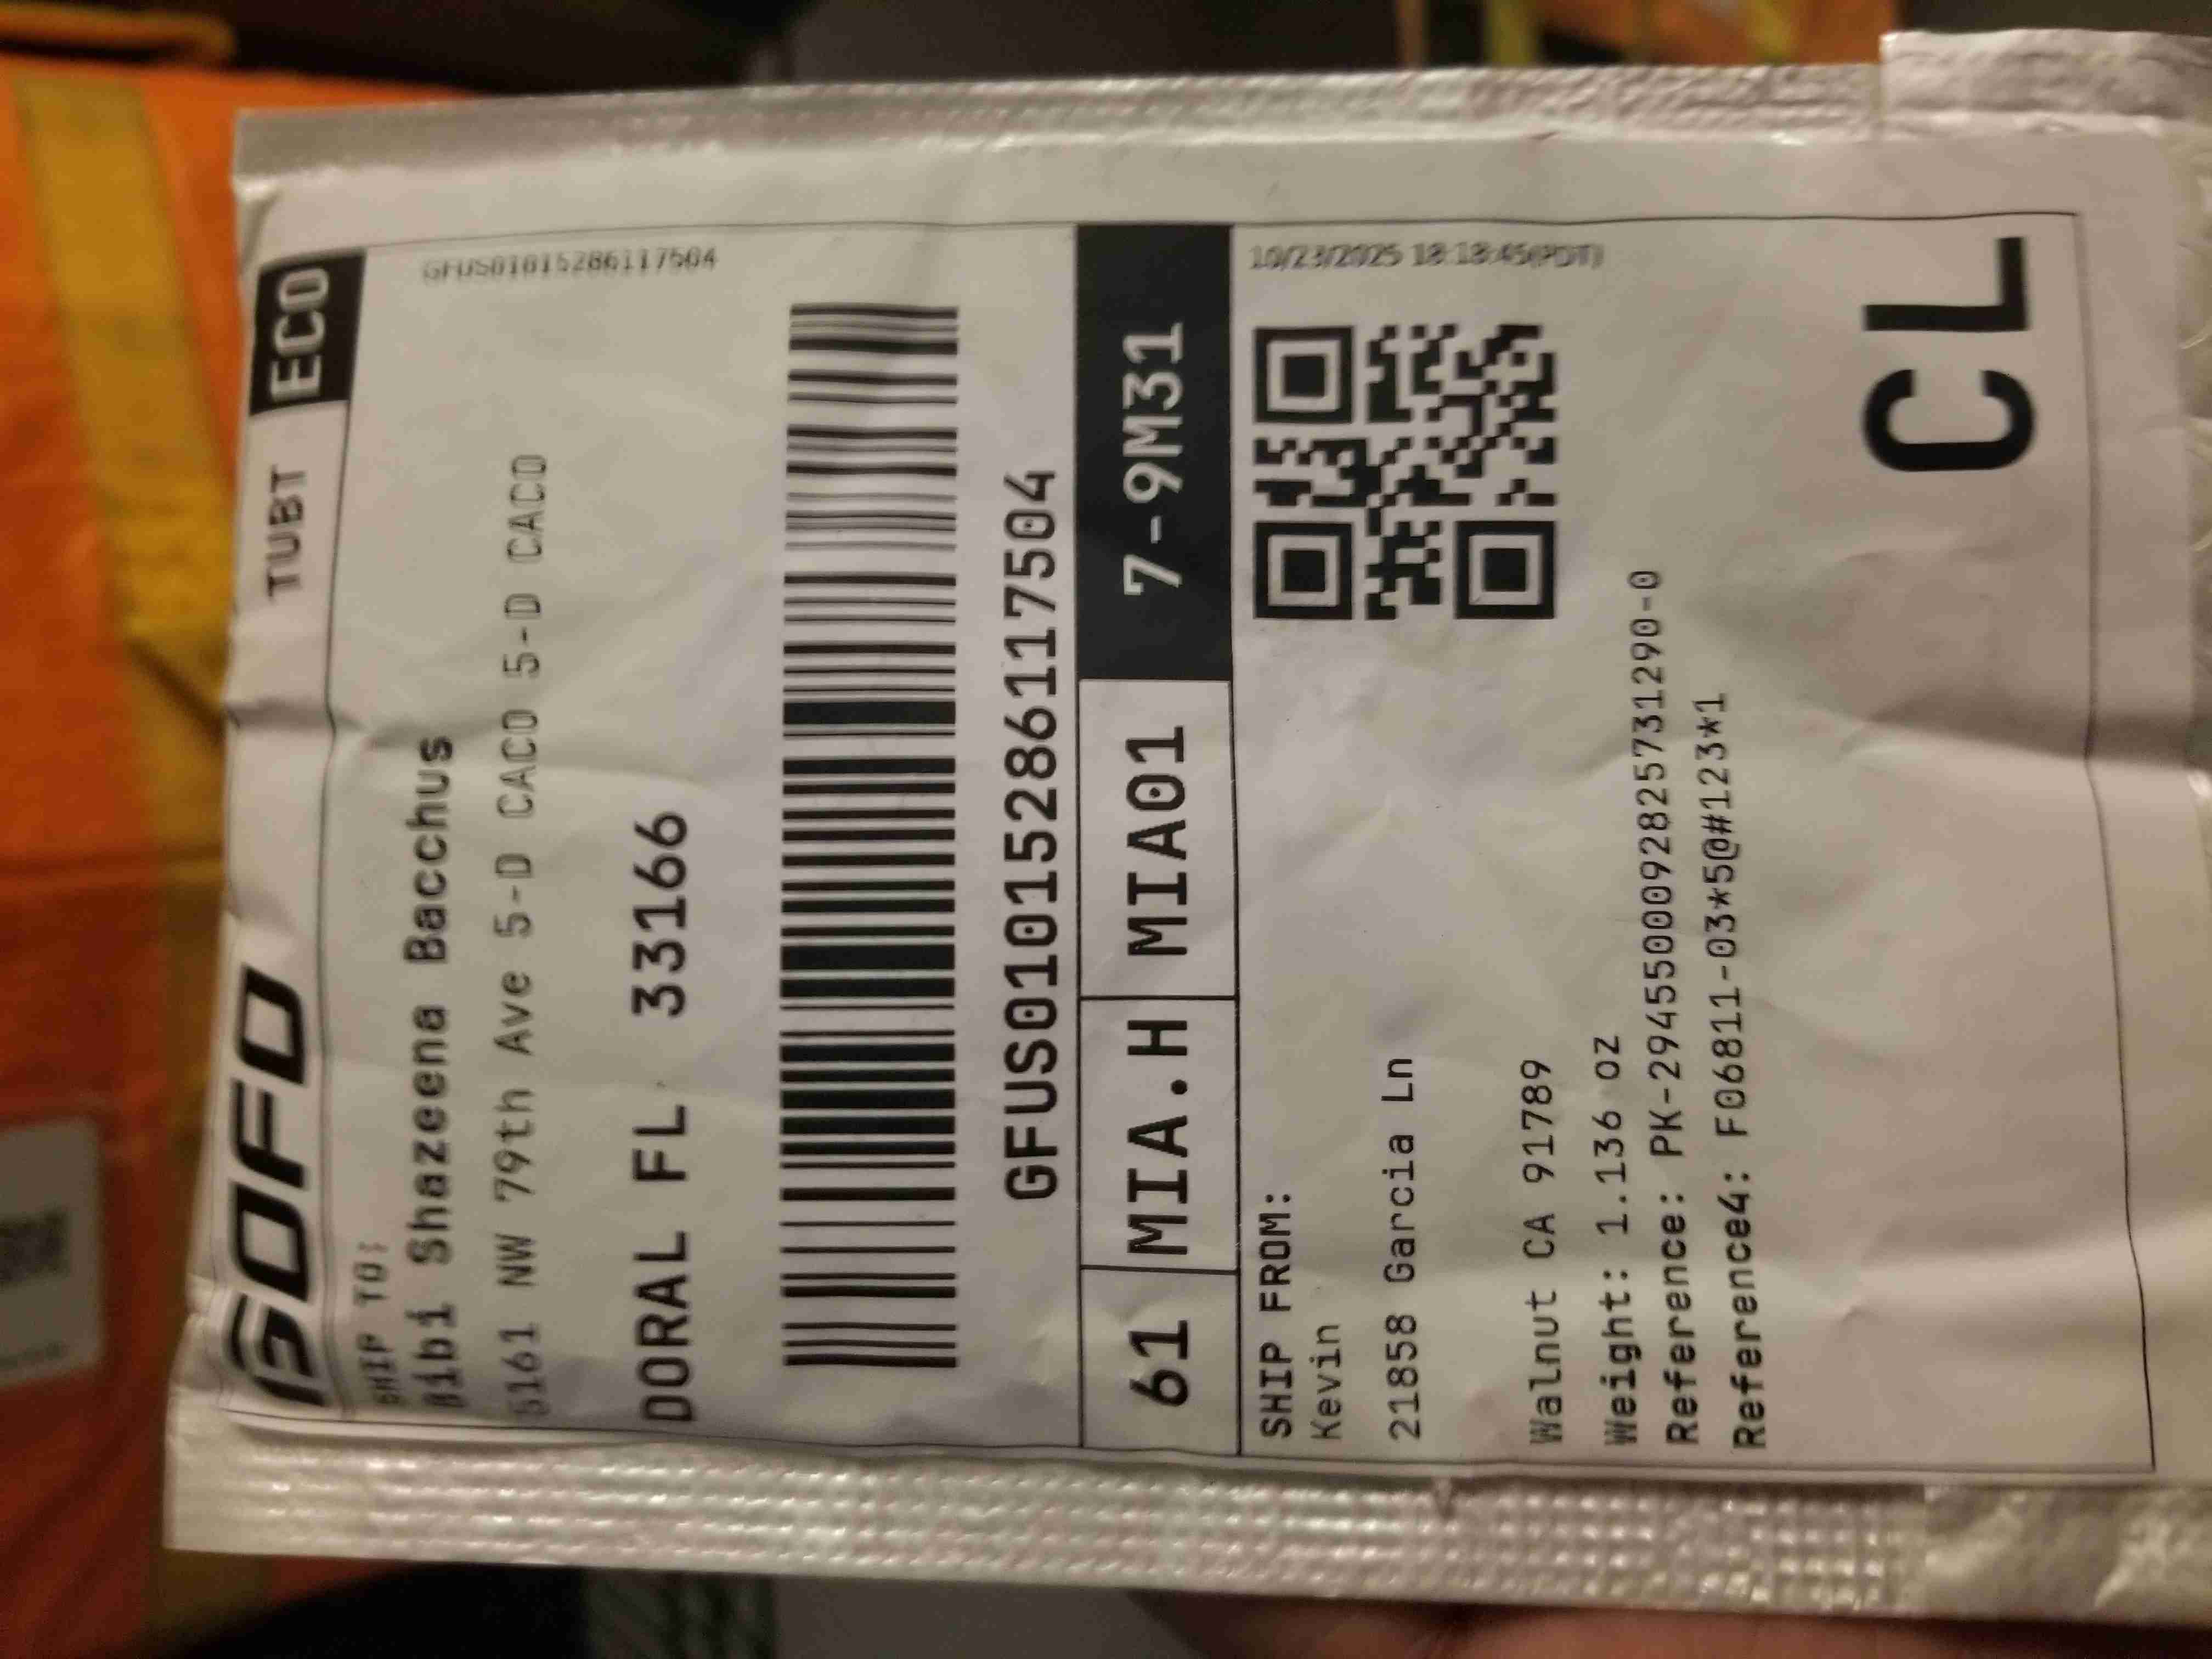 GOFO TUBT ECO
SHIP TO:
GFUS01015286117504
Bibi Shazeena Bacchus
5161 NW 79th Ave 5-D CACO 5-D CACO
DORAL FL 33166
GFUS01015286117504
61 MIA.H MIA01 7-9M31
SHIP FROM:
10/23/2025 18:18:45(PDT)
Kevin
21858 Garcia Ln
Walnut CA 91789
Weight: 1.136 oz
Reference: PK-29455000928257312​90-0
Reference4: F06811-03*5@#123*1
CL